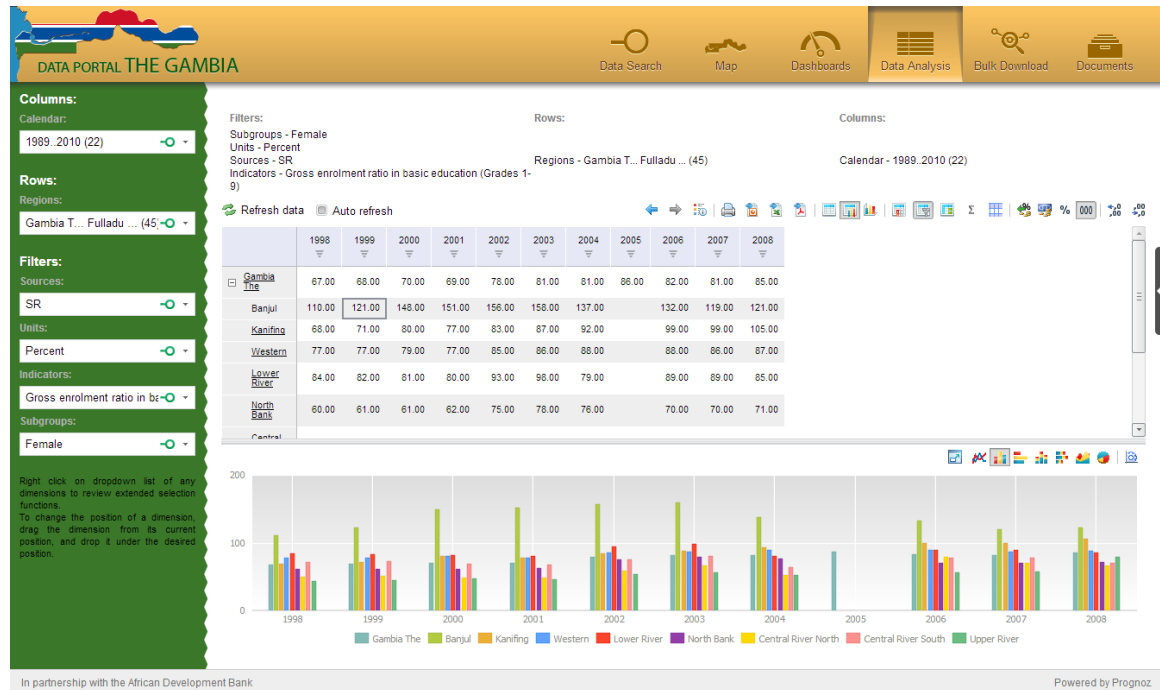 DATA PORTAL THE GAMBIA
Data Search
Map
Dashboards
Data Analysis
Bulk Download
Documents
Columns:
Calendar:
1989..2010 (22)
Rows:
Regions:
Gambia T... Fulladu ... (45)
Filters:
Sources:
SR
Units:
Percent
Indicators:
Gross enrolment ratio in ba
Subgroups:
Female
Right click on dropdown list of any
dimensions to review extended selection
functions.
To change the position of a dimension,
drag the dimension from its current
position, and drop it under the desired
position.
Filters:
Subgroups - Female
Units - Percent
Sources - SR
Indicators - Gross enrolment ratio in basic education (Grades 1-
9)
Rows:
Regions - Gambia T... Fulladu ... (45)
Columns:
Calendar - 1989..2010 (22)
Refresh data Auto refresh
Σ % 000
1998 1999 2000 2001 2002 2003 2004 2005 2006 2007 2008
Gambia
The 67.00 68.00 70.00 69.00 78.00 81.00 81.00 86.00 82.00 81.00 85.00
Banjul 110.00 121.00 148.00 151.00 156.00 158.00 137.00 132.00 119.00 121.00
Kanifing 68.00 71.00 80.00 77.00 83.00 87.00 92.00 99.00 99.00 105.00
Western 77.00 77.00 79.00 77.00 85.00 86.00 88.00 88.00 86.00 87.00
Lower
River 84.00 82.00 81.00 80.00 93.00 98.00 79.00 89.00 89.00 85.00
North
Bank 60.00 61.00 61.00 62.00 75.00 78.00 76.00 70.00 70.00 71.00
Central
200
100
0
1998 1999 2000 2001 2002 2003 2004 2005 2006 2007 2008
Gambia The Banjul Kanifing Western Lower River North Bank Central River North Central River South Upper River
In partnership with the African Development Bank
Powered by Prognoz